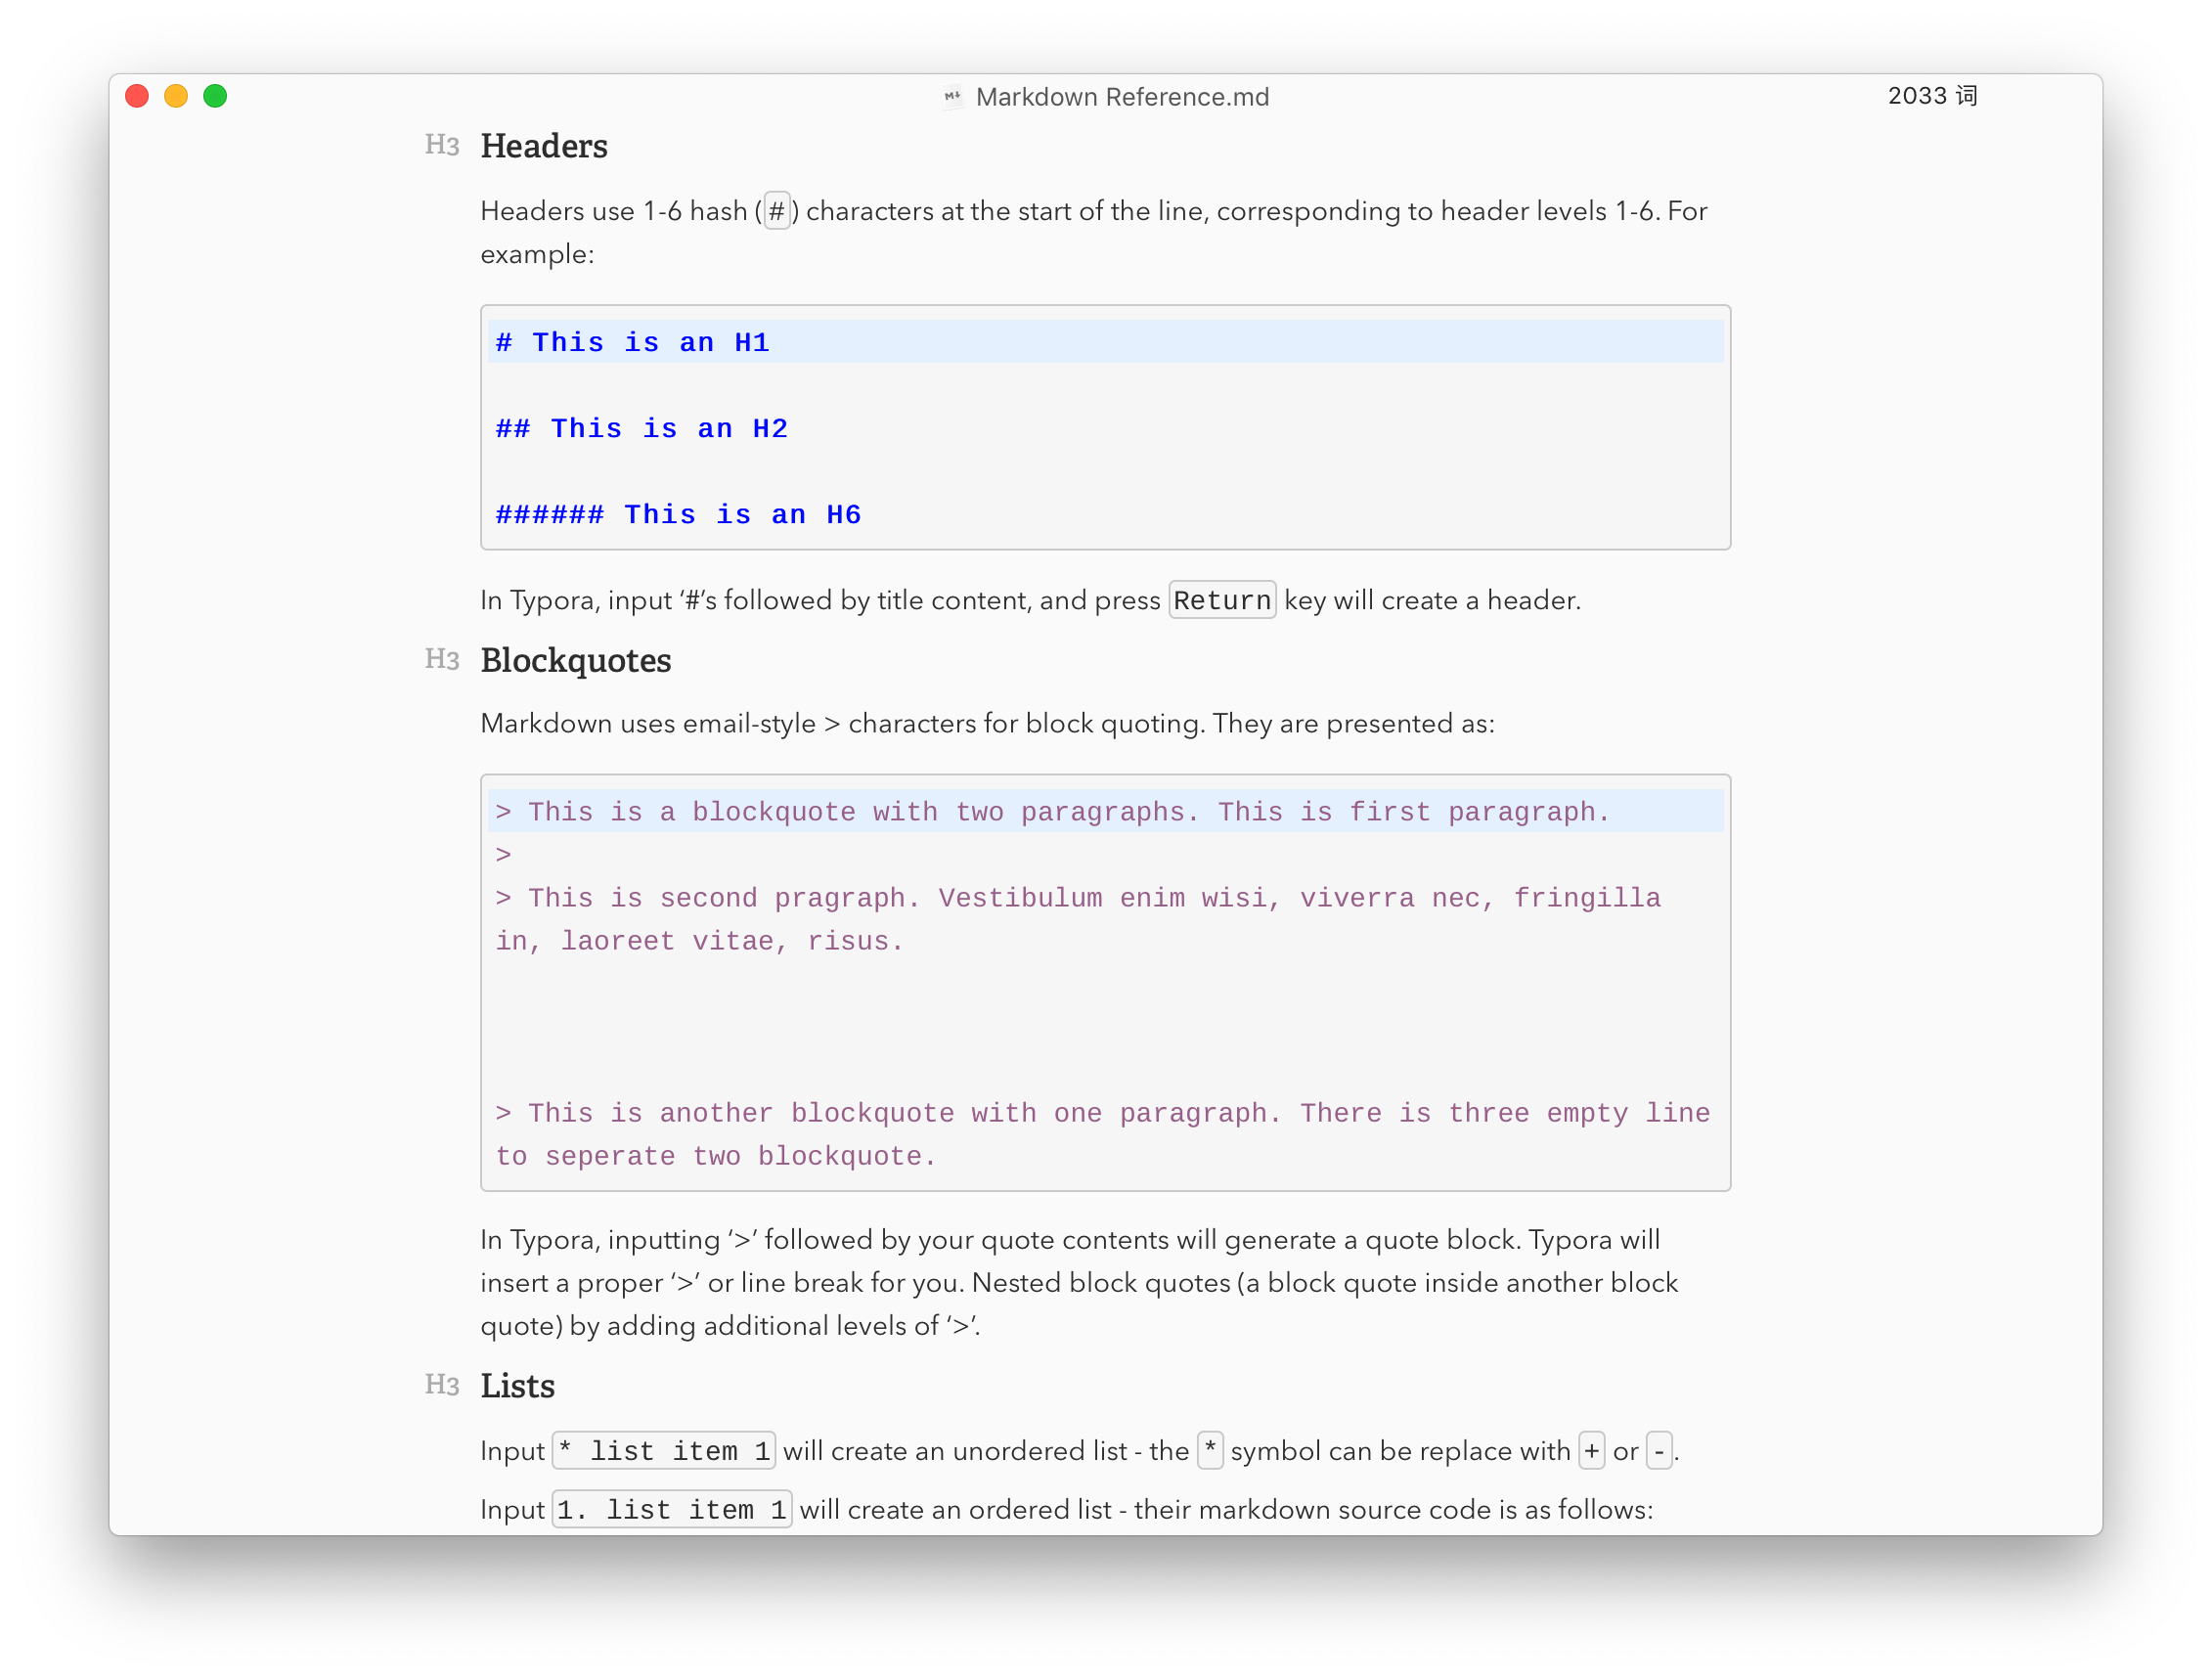 Markdown Reference.md
2033 词
H3 Headers
Headers use 1-6 hash (#) characters at the start of the line, corresponding to header levels 1-6. For
example:
# This is an H1
## This is an H2
###### This is an H6
In Typora, input ‘#’s followed by title content, and press Return key will create a header.
H3 Blockquotes
Markdown uses email-style > characters for block quoting. They are presented as:
> This is a blockquote with two paragraphs. This is first paragraph.
>
> This is second pragraph. Vestibulum enim wisi, viverra nec, fringilla
in, laoreet vitae, risus.
> This is another blockquote with one paragraph. There is three empty line
to seperate two blockquote.
In Typora, inputting ‘>’ followed by your quote contents will generate a quote block. Typora will
insert a proper ‘>’ or line break for you. Nested block quotes (a block quote inside another block
quote) by adding additional levels of ‘>’.
H3 Lists
Input * list item 1 will create an unordered list - the * symbol can be replace with + or -.
Input 1. list item 1 will create an ordered list - their markdown source code is as follows: